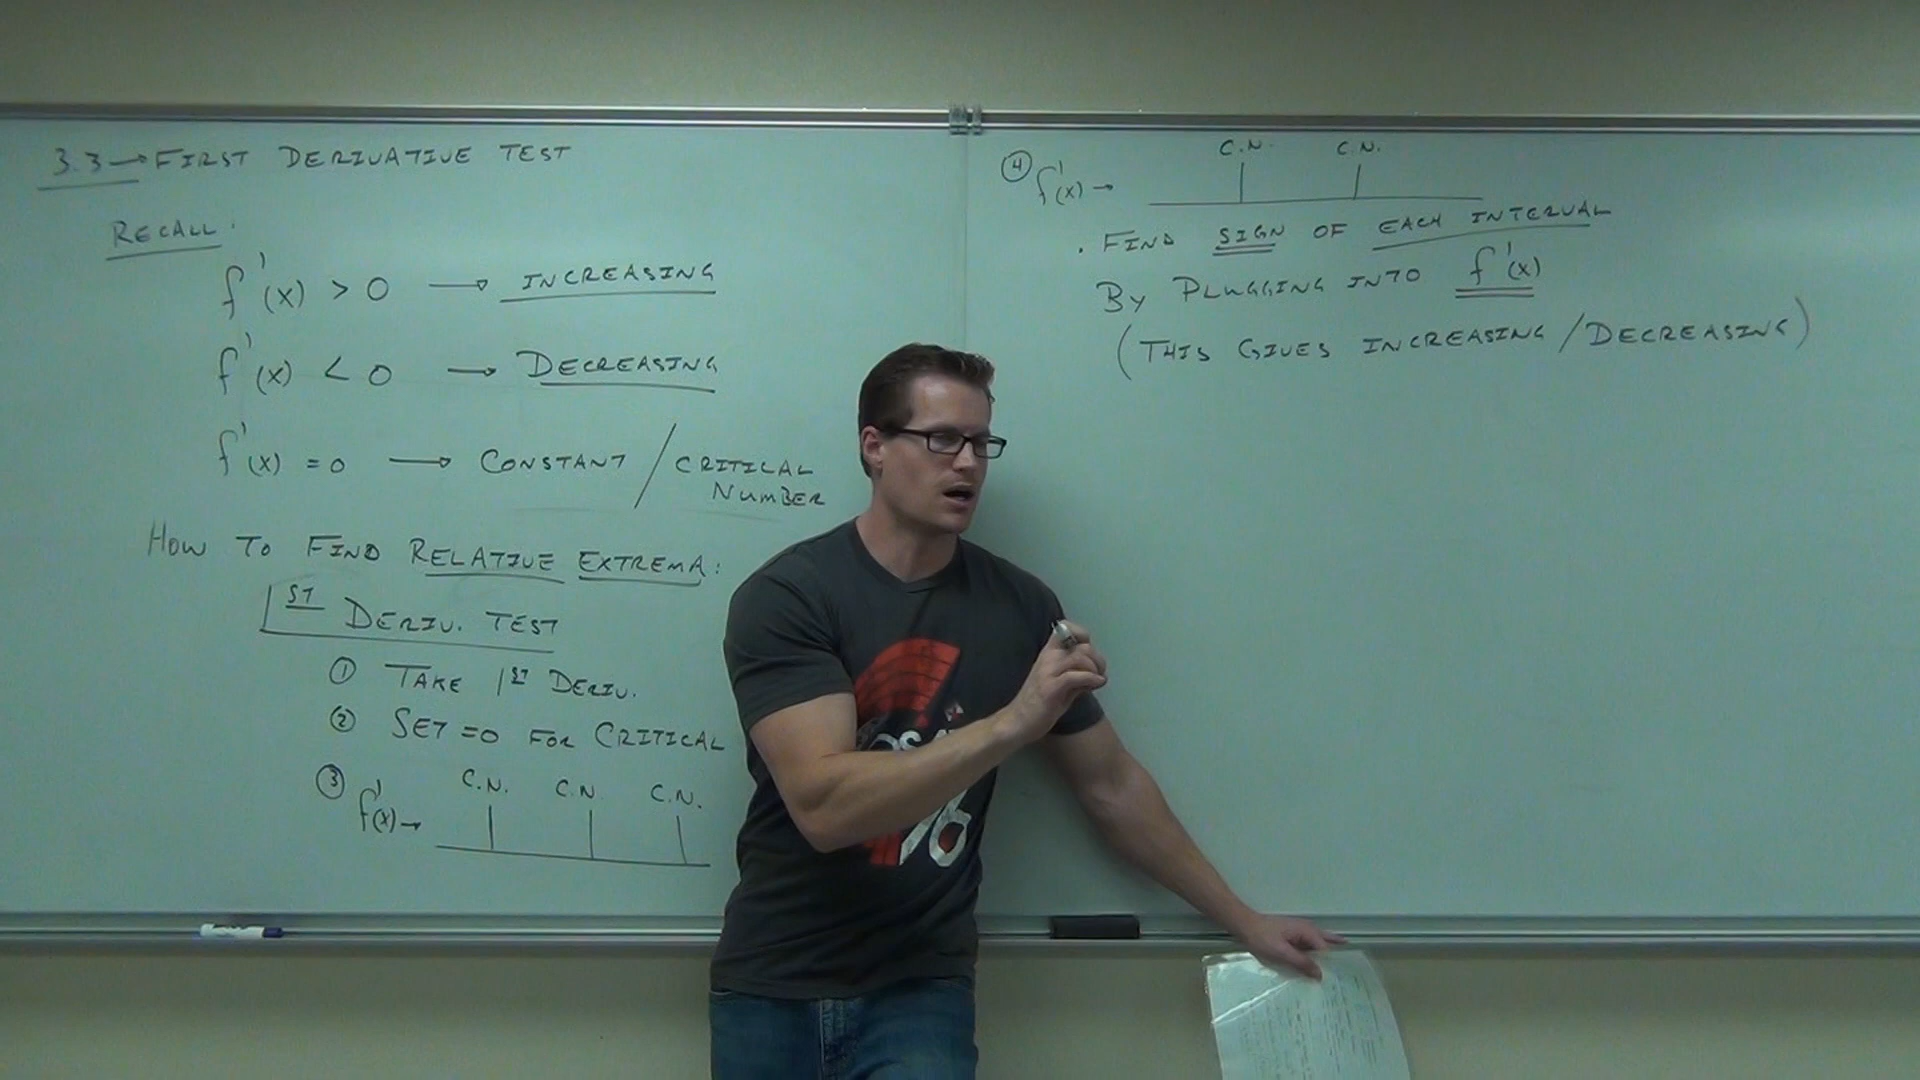 3.3 → FIRST DERIVATIVE TEST
RECALL:
f'(x) > 0 → INCREASING
f'(x) < 0 → DECREASING
f'(x) = 0 → CONSTANT / CRITICAL
NUMBER
HOW TO FIND RELATIVE EXTREMA:
1ST DERIV. TEST
① TAKE 1ST DERIV.
② SET =0 FOR CRITICAL
③ f'(x) → C.N. C.N. C.N.
④ f'(x) → C.N. C.N.
. FIND SIGN OF EACH INTERVAL
BY PLUGGING INTO f'(x)
(THIS GIVES INCREASING / DECREASING)
76